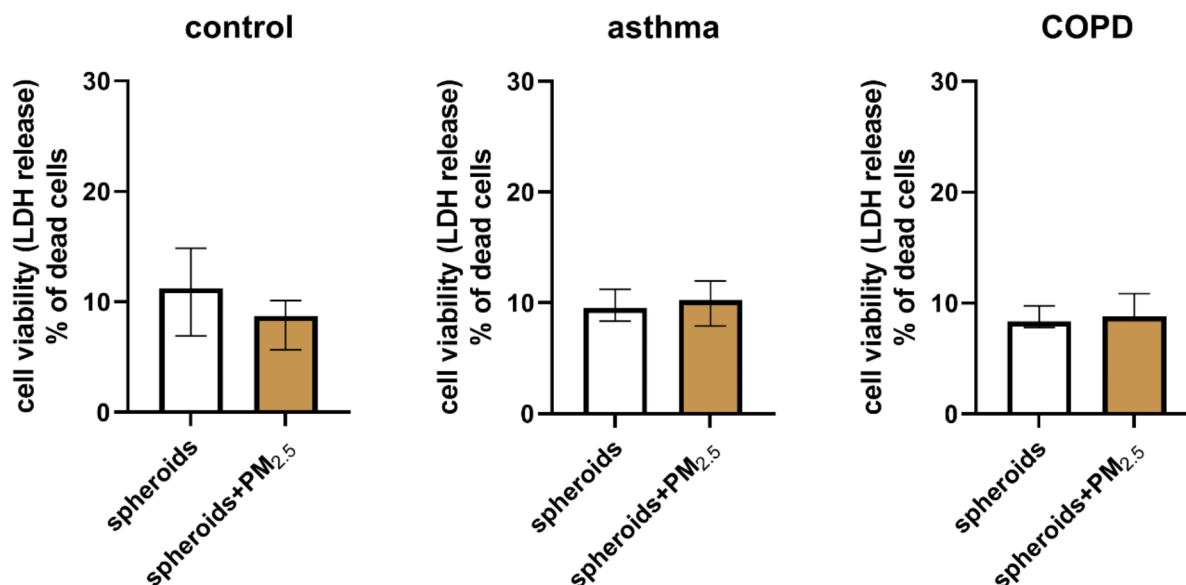 control
cell viability (LDH release)
% of dead cells
30
20
10
0
spheroids
spheroids+PM₂.₅
asthma
cell viability (LDH release)
% of dead cells
30
20
10
0
spheroids
spheroids+PM₂.₅
COPD
cell viability (LDH release)
% of dead cells
30
20
10
0
spheroids
spheroids+PM₂.₅